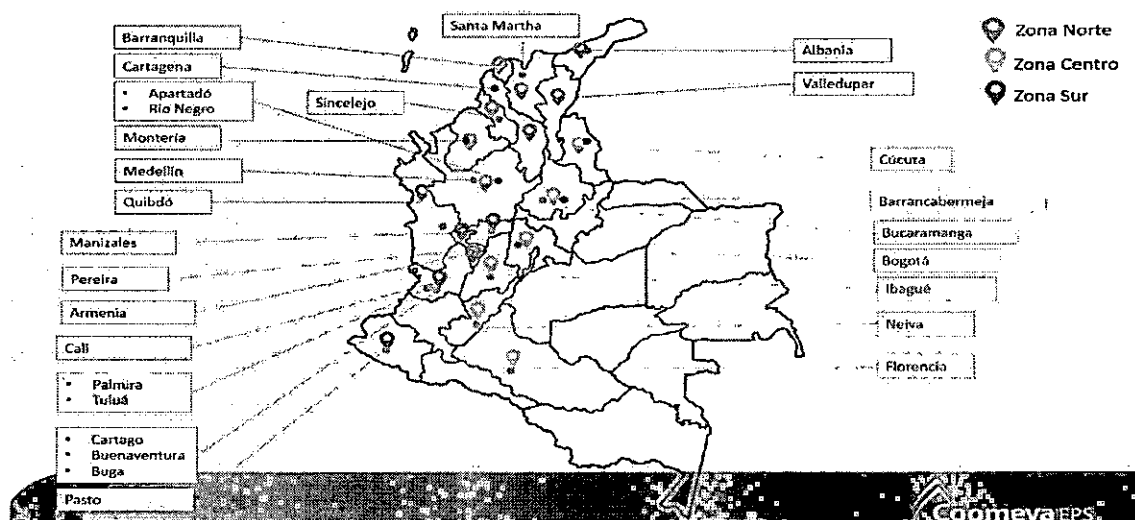 Santa Martha
Barranquilla
Cartagena
• Apartadó
• Río Negro
Sincelejo
Montería
Medellín
Quibdó
Manizales
Pereira
Armenia
Cali
• Palmira
• Tuluá
• Cartago
• Buenaventura
• Buga
Pasto
Albania
Valledupar
Zona Norte
Zona Centro
Zona Sur
Cúcuta
Barrancabermeja
Bucaramanga
Bogotá
Ibagué
Neiva
Florencia
Coomeva EPS